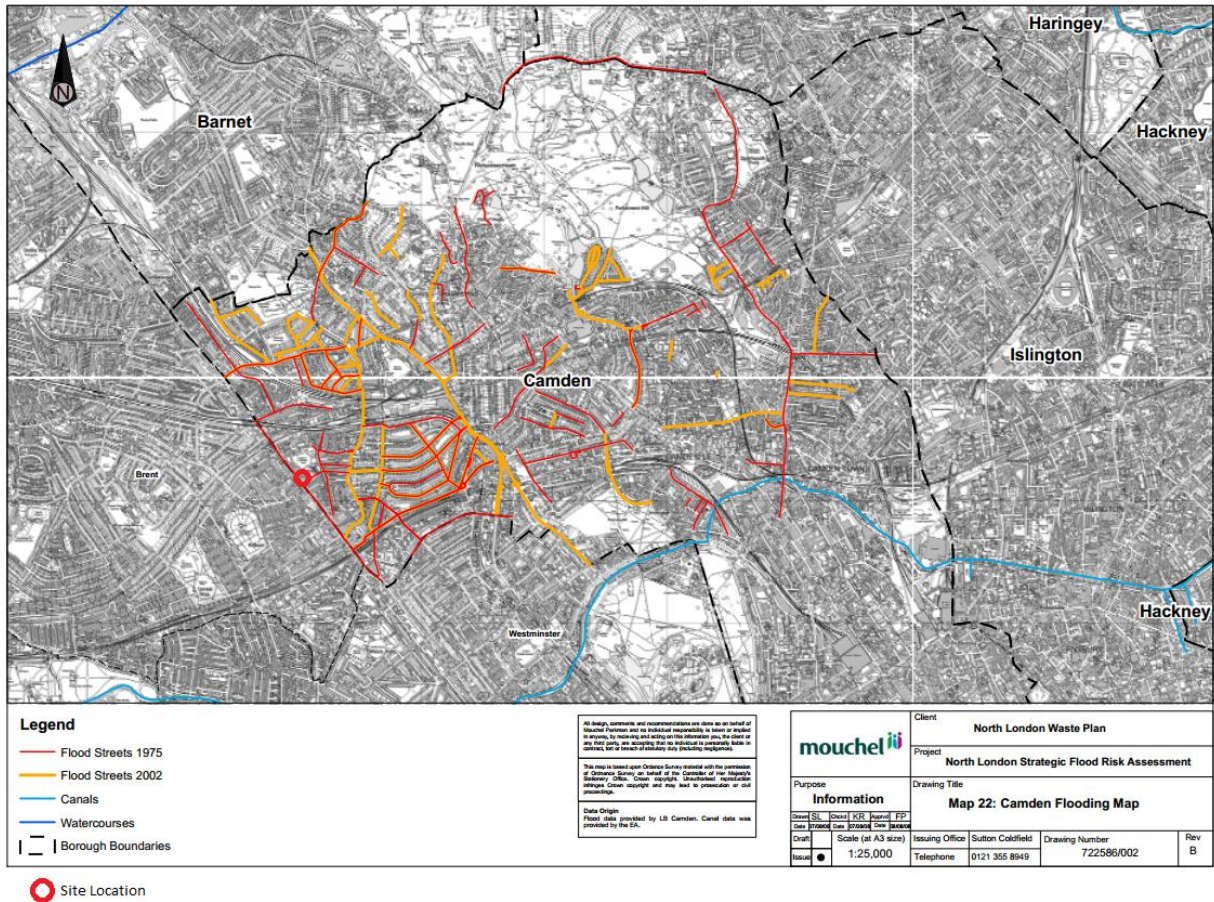 Haringey
N
Barnet
Hackney
Islington
Camden
Brent
Westminster
Hackney
Legend
Flood Streets 1975
Flood Streets 2002
Canals
Watercourses
Borough Boundaries
Site Location
All design, comments and recommendations are done so on behalf of
Mouchel Parkman and no individual responsibility is taken or implied
in anyway, by recieving and acting on this infomation you, the client or
any third party, are accepting that no individual is personally liable in
contract, tort or breach of statutory duty (including negligence).
This map is based upon Ordance Survey material with the permission
of Ordnance Survey on behalf of the Controller of Her Majesty's
Stationery Office. Crown copyright. Unauthorised reproduction
infringes Crown copyright and may lead to prosecution or civil
proceedings.
Data Origin
Flood data provided by LB Camden. Canal data was
provided by the EA.
mouchel
Client
North London Waste Plan
Project
North London Strategic Flood Risk Assessment
Purpose
Information
Drawing Title
Map 22: Camden Flooding Map
Drawn SL Chckd KR Apprvd FP
Date Date Date
Draft
Issue
Scale (at A3 size)
1:25,000
Issuing Office Sutton Coldfield
Telephone 0121 355 8949
Drawing Number
722586/002
Rev
B